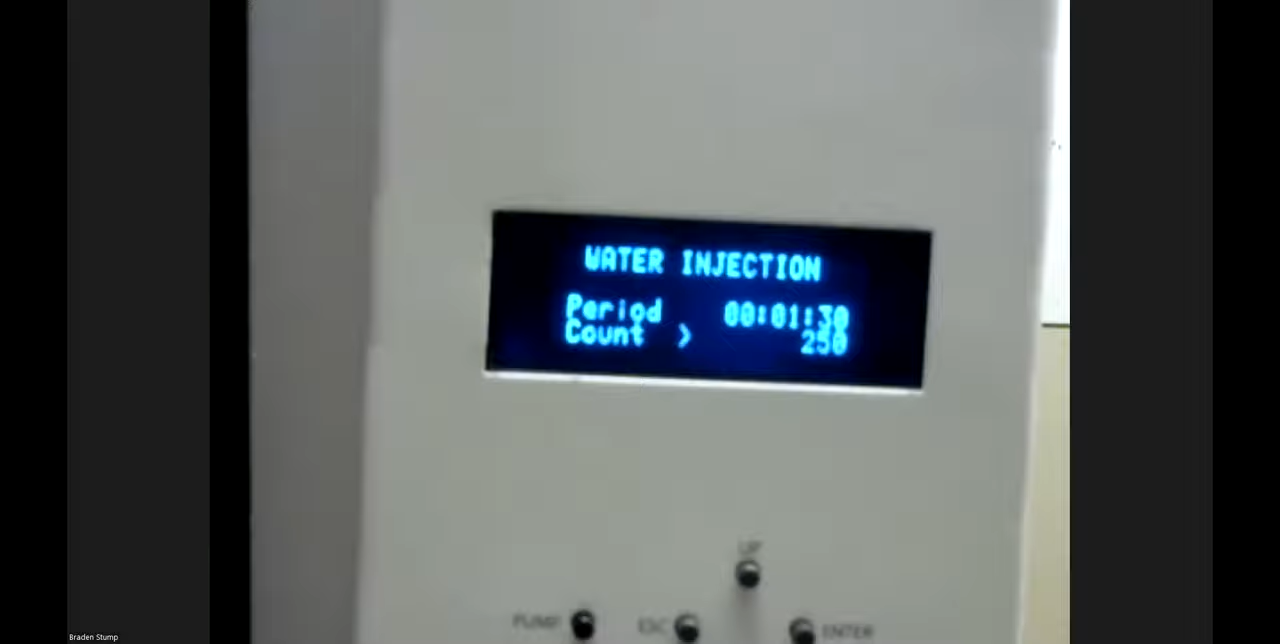 WATER INJECTION
Period 00:01:30
Count > 250
UP
PUMP ESC ENTER
Braden Stump